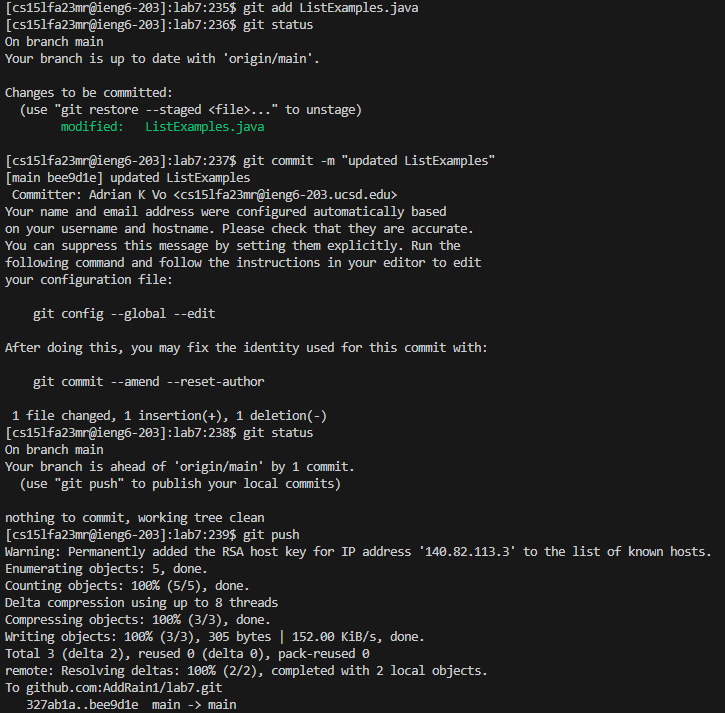 [cs15lfa23mr@ieng6-203]:lab7:235$ git add ListExamples.java
[cs15lfa23mr@ieng6-203]:lab7:236$ git status
On branch main
Your branch is up to date with 'origin/main'.

Changes to be committed:
  (use "git restore --staged <file>..." to unstage)
        modified:   ListExamples.java

[cs15lfa23mr@ieng6-203]:lab7:237$ git commit -m "updated ListExamples"
[main bee9d1e] updated ListExamples
 Committer: Adrian K Vo <cs15lfa23mr@ieng6-203.ucsd.edu>
Your name and email address were configured automatically based
on your username and hostname. Please check that they are accurate.
You can suppress this message by setting them explicitly. Run the
following command and follow the instructions in your editor to edit
your configuration file:

    git config --global --edit

After doing this, you may fix the identity used for this commit with:

    git commit --amend --reset-author

 1 file changed, 1 insertion(+), 1 deletion(-)
[cs15lfa23mr@ieng6-203]:lab7:238$ git status
On branch main
Your branch is ahead of 'origin/main' by 1 commit.
  (use "git push" to publish your local commits)

nothing to commit, working tree clean
[cs15lfa23mr@ieng6-203]:lab7:239$ git push
Warning: Permanently added the RSA host key for IP address '140.82.113.3' to the list of known hosts.
Enumerating objects: 5, done.
Counting objects: 100% (5/5), done.
Delta compression using up to 8 threads
Compressing objects: 100% (3/3), done.
Writing objects: 100% (3/3), 305 bytes | 152.00 KiB/s, done.
Total 3 (delta 2), reused 0 (delta 0), pack-reused 0
remote: Resolving deltas: 100% (2/2), completed with 2 local objects.
To github.com:AddRain1/lab7.git
   327ab1a..bee9d1e  main -> main